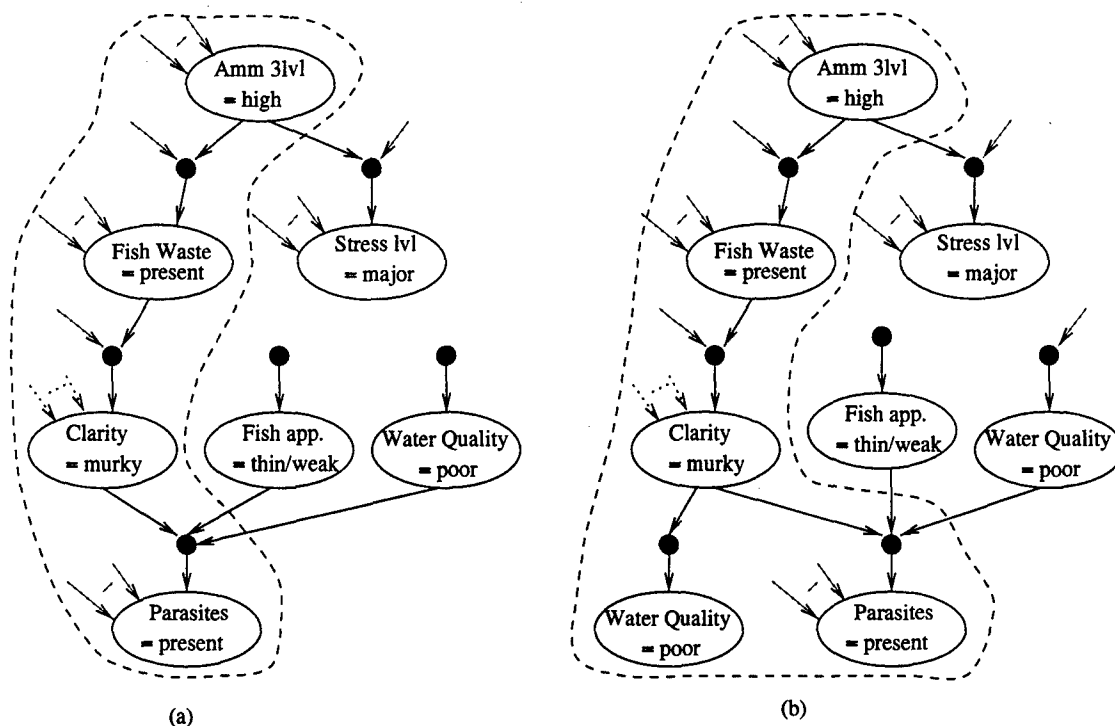 Amm 3lvl
= high
Fish Waste
= present
Stress lvl
= major
Clarity
= murky
Fish app.
= thin/weak
Water Quality
= poor
Parasites
= present
(a)
Amm 3lvl
= high
Fish Waste
= present
Stress lvl
= major
Clarity
= murky
Fish app.
= thin/weak
Water Quality
= poor
Water Quality
= poor
Parasites
= present
(b)